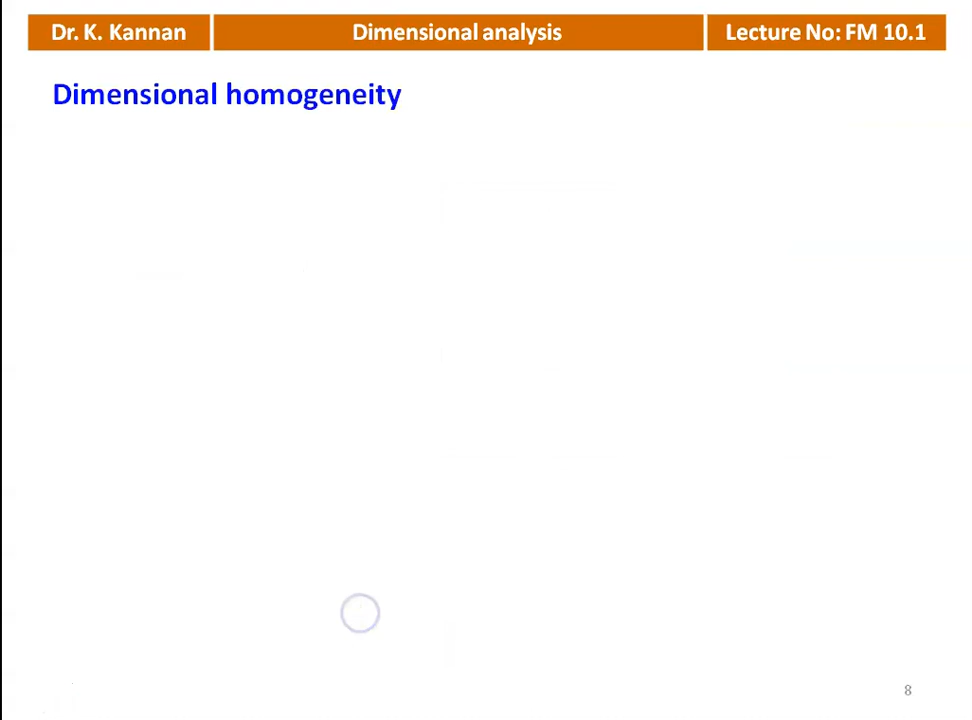 Dr. K. Kannan
Dimensional analysis
Lecture No: FM 10.1
Dimensional homogeneity
8